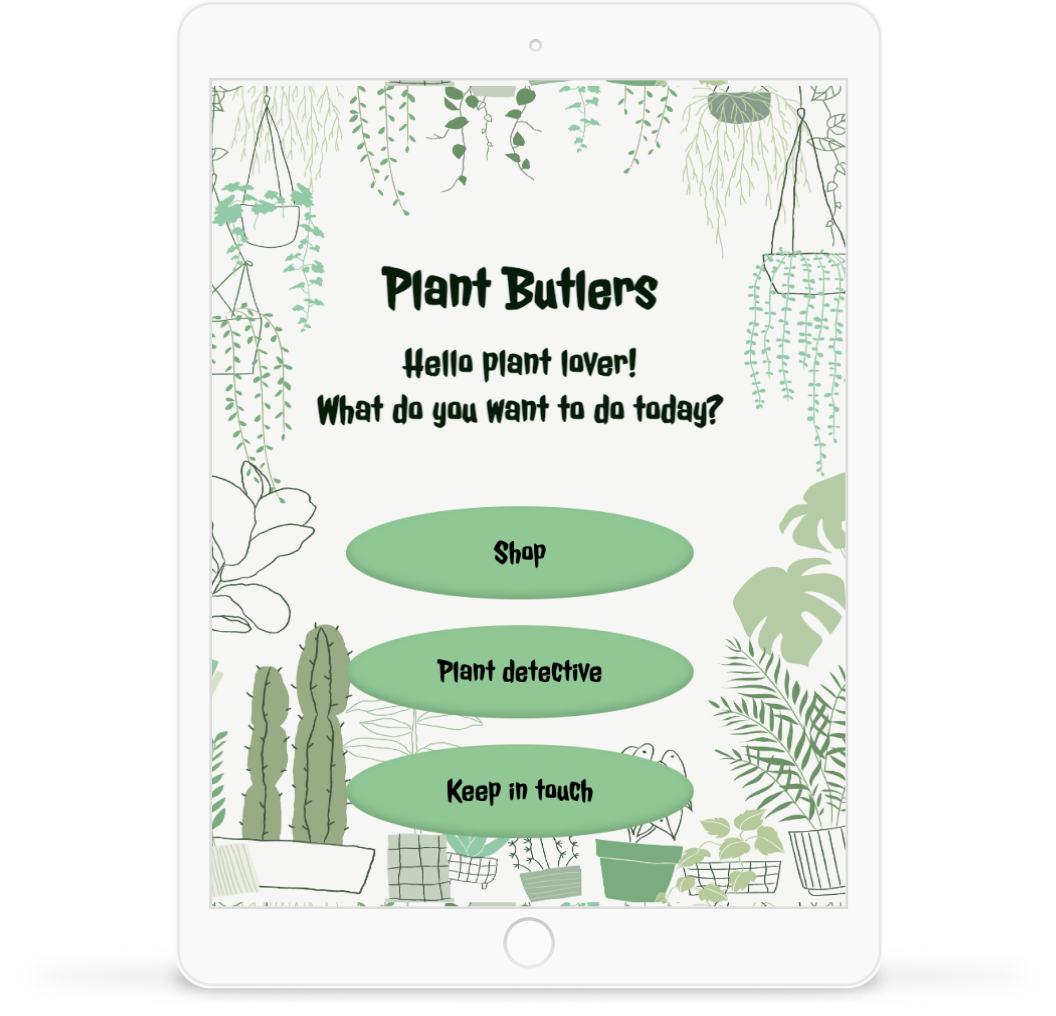 Plant Butlers
Hello plant lover!
What do you want to do today?
Shop
Plant detective
Keep in touch